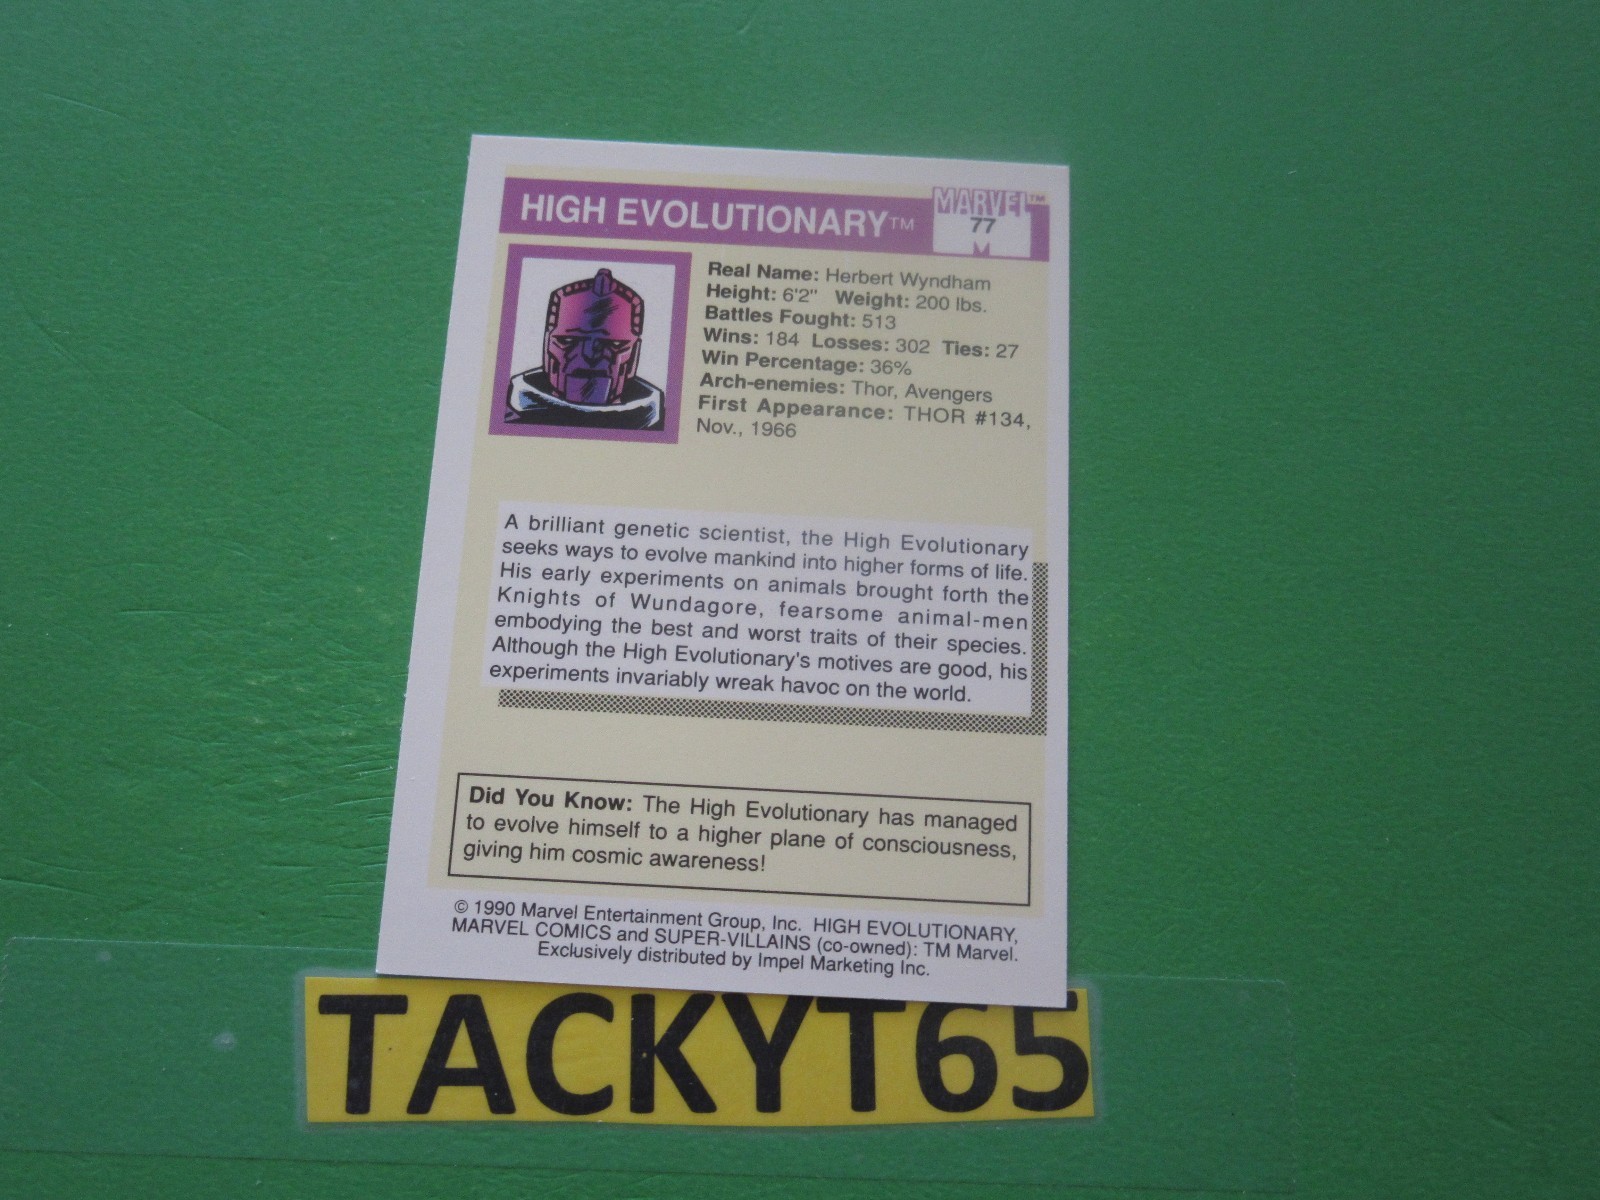 HIGH EVOLUTIONARY™
MARVEL™
77
Real Name: Herbert Wyndham
Height: 6'2" Weight: 200 lbs.
Battles Fought: 513
Wins: 184 Losses: 302 Ties: 27
Win Percentage: 36%
Arch-enemies: Thor, Avengers
First Appearance: THOR #134,
Nov., 1966
A brilliant genetic scientist, the High Evolutionary
seeks ways to evolve mankind into higher forms of life.
His early experiments on animals brought forth the
Knights of Wundagore, fearsome animal-men
embodying the best and worst traits of their species.
Although the High Evolutionary's motives are good, his
experiments invariably wreak havoc on the world.
Did You Know: The High Evolutionary has managed
to evolve himself to a higher plane of consciousness,
giving him cosmic awareness!
© 1990 Marvel Entertainment Group, Inc. HIGH EVOLUTIONARY,
MARVEL COMICS and SUPER-VILLAINS (co-owned): TM Marvel.
Exclusively distributed by Impel Marketing Inc.
TACKYT65